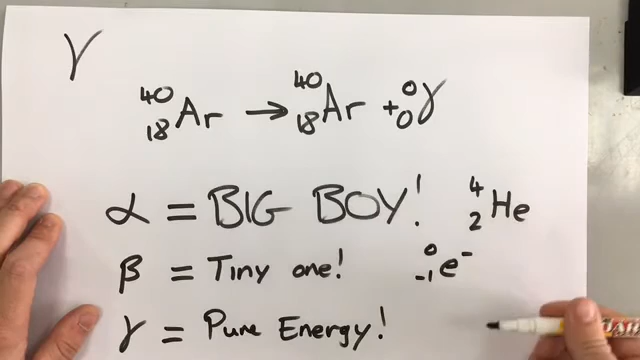 γ
⁴⁰₁₈Ar → ⁴⁰₁₈Ar + ⁰₀γ
α = BIG BOY! ⁴₂He
β = Tiny one! ⁰₋₁e⁻
γ = Pure Energy!